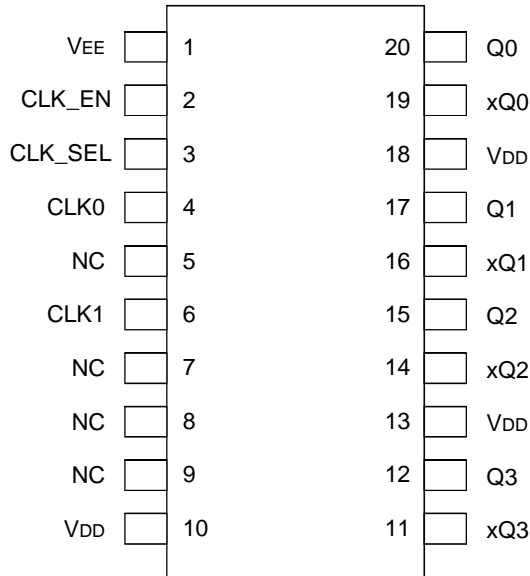 VEE 1 20 Q0
CLK_EN 2 19 xQ0
CLK_SEL 3 18 VDD
CLK0 4 17 Q1
NC 5 16 xQ1
CLK1 6 15 Q2
NC 7 14 xQ2
NC 8 13 VDD
NC 9 12 Q3
VDD 10 11 xQ3